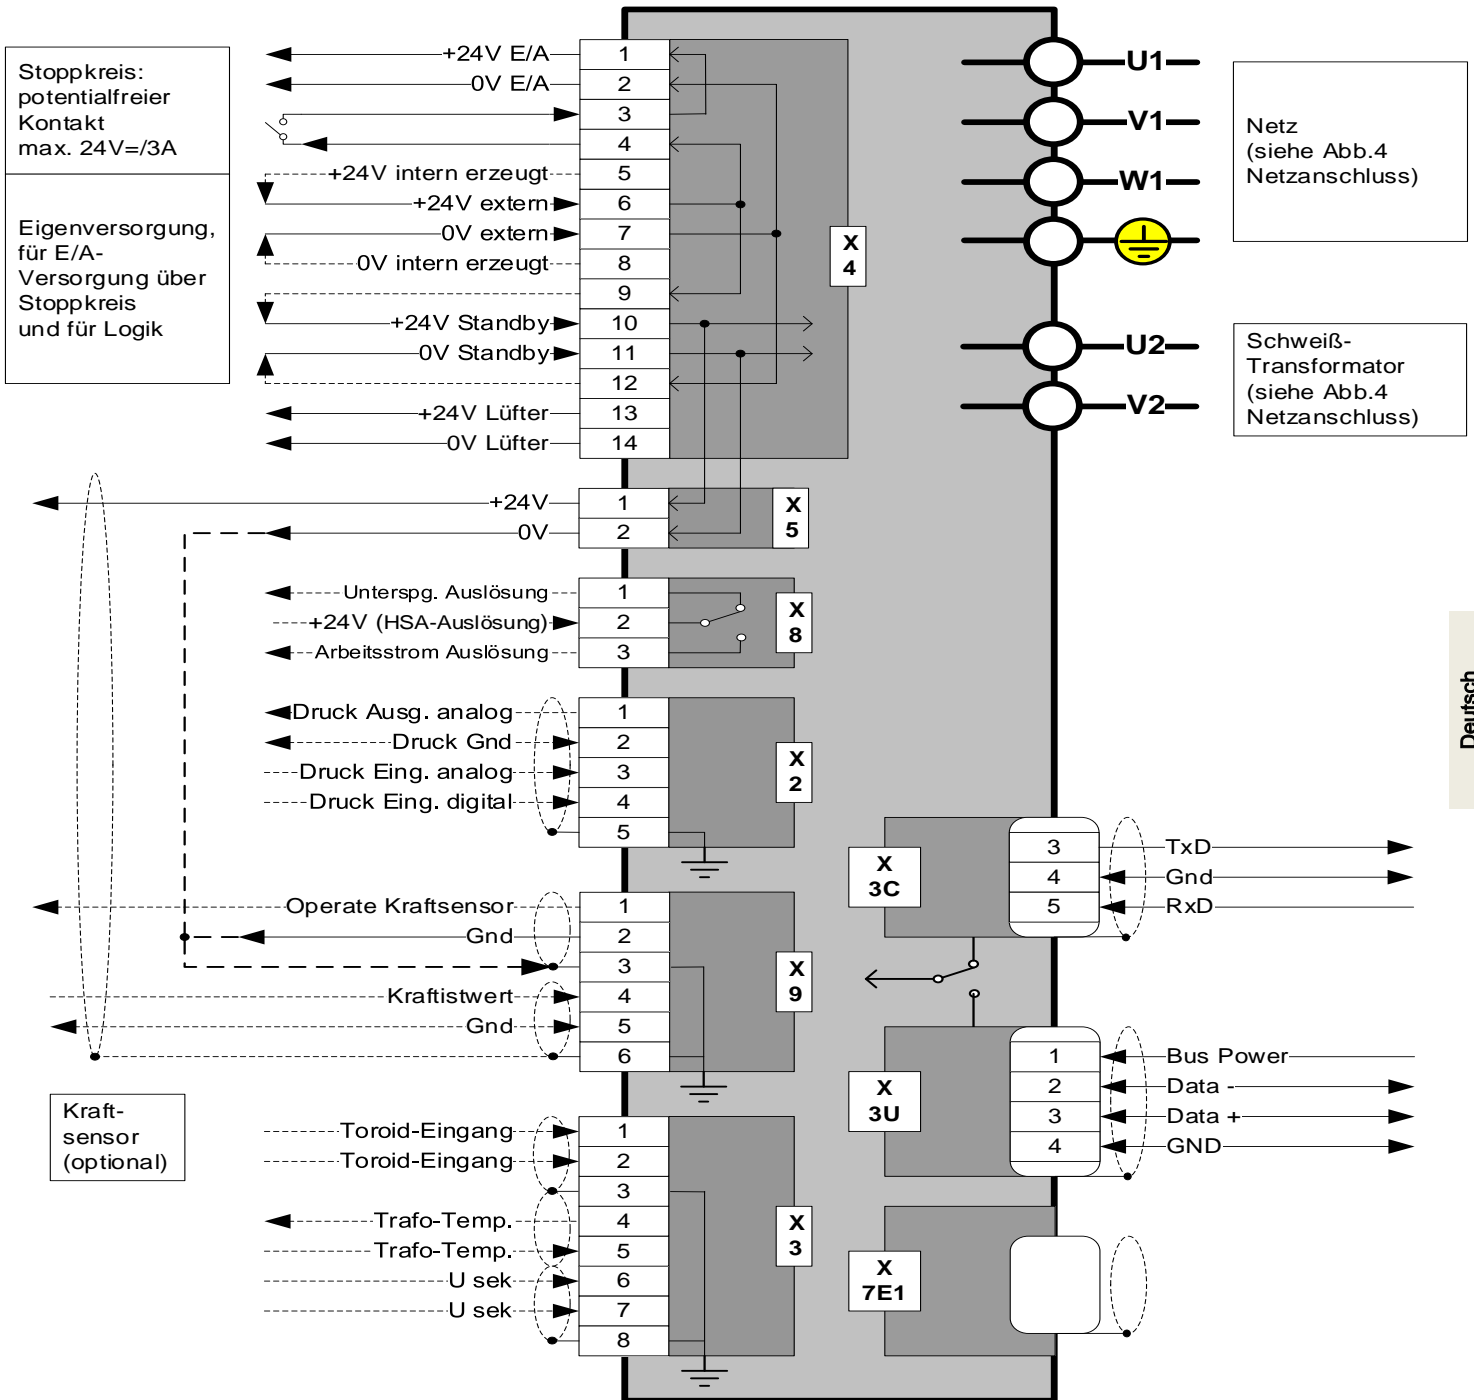 Stoppkreis:
potentialfreier
Kontakt
max. 24V=/3A
Eigenversorgung,
für E/A-
Versorgung über
Stoppkreis
und für Logik
+24V E/A 1
0V E/A 2
3
4
+24V intern erzeugt 5
+24V extern 6
0V extern 7
0V intern erzeugt 8
9
+24V Standby 10
0V Standby 11
12
+24V Lüfter 13
0V Lüfter 14
X
4
+24V 1
0V 2
X
5
Unterspg. Auslösung 1
+24V (HSA-Auslösung) 2
Arbeitsstrom Auslösung 3
X
8
Druck Ausg. analog 1
Druck Gnd 2
Druck Eing. analog 3
Druck Eing. digital 4
5
X
2
Operate Kraftsensor 1
Gnd 2
3
Kraftistwert 4
Gnd 5
6
X
9
Kraft-
sensor
(optional)
Toroid-Eingang 1
Toroid-Eingang 2
3
Trafo-Temp. 4
Trafo-Temp. 5
U sek 6
U sek 7
8
X
3
U1
V1
W1
Netz
(siehe Abb.4
Netzanschluss)
U2
V2
Schweiß-
Transformator
(siehe Abb.4
Netzanschluss)
Deutsch
X
3C
3 TxD
4 Gnd
5 RxD
X
3U
1 Bus Power
2 Data -
3 Data +
4 GND
X
7E1